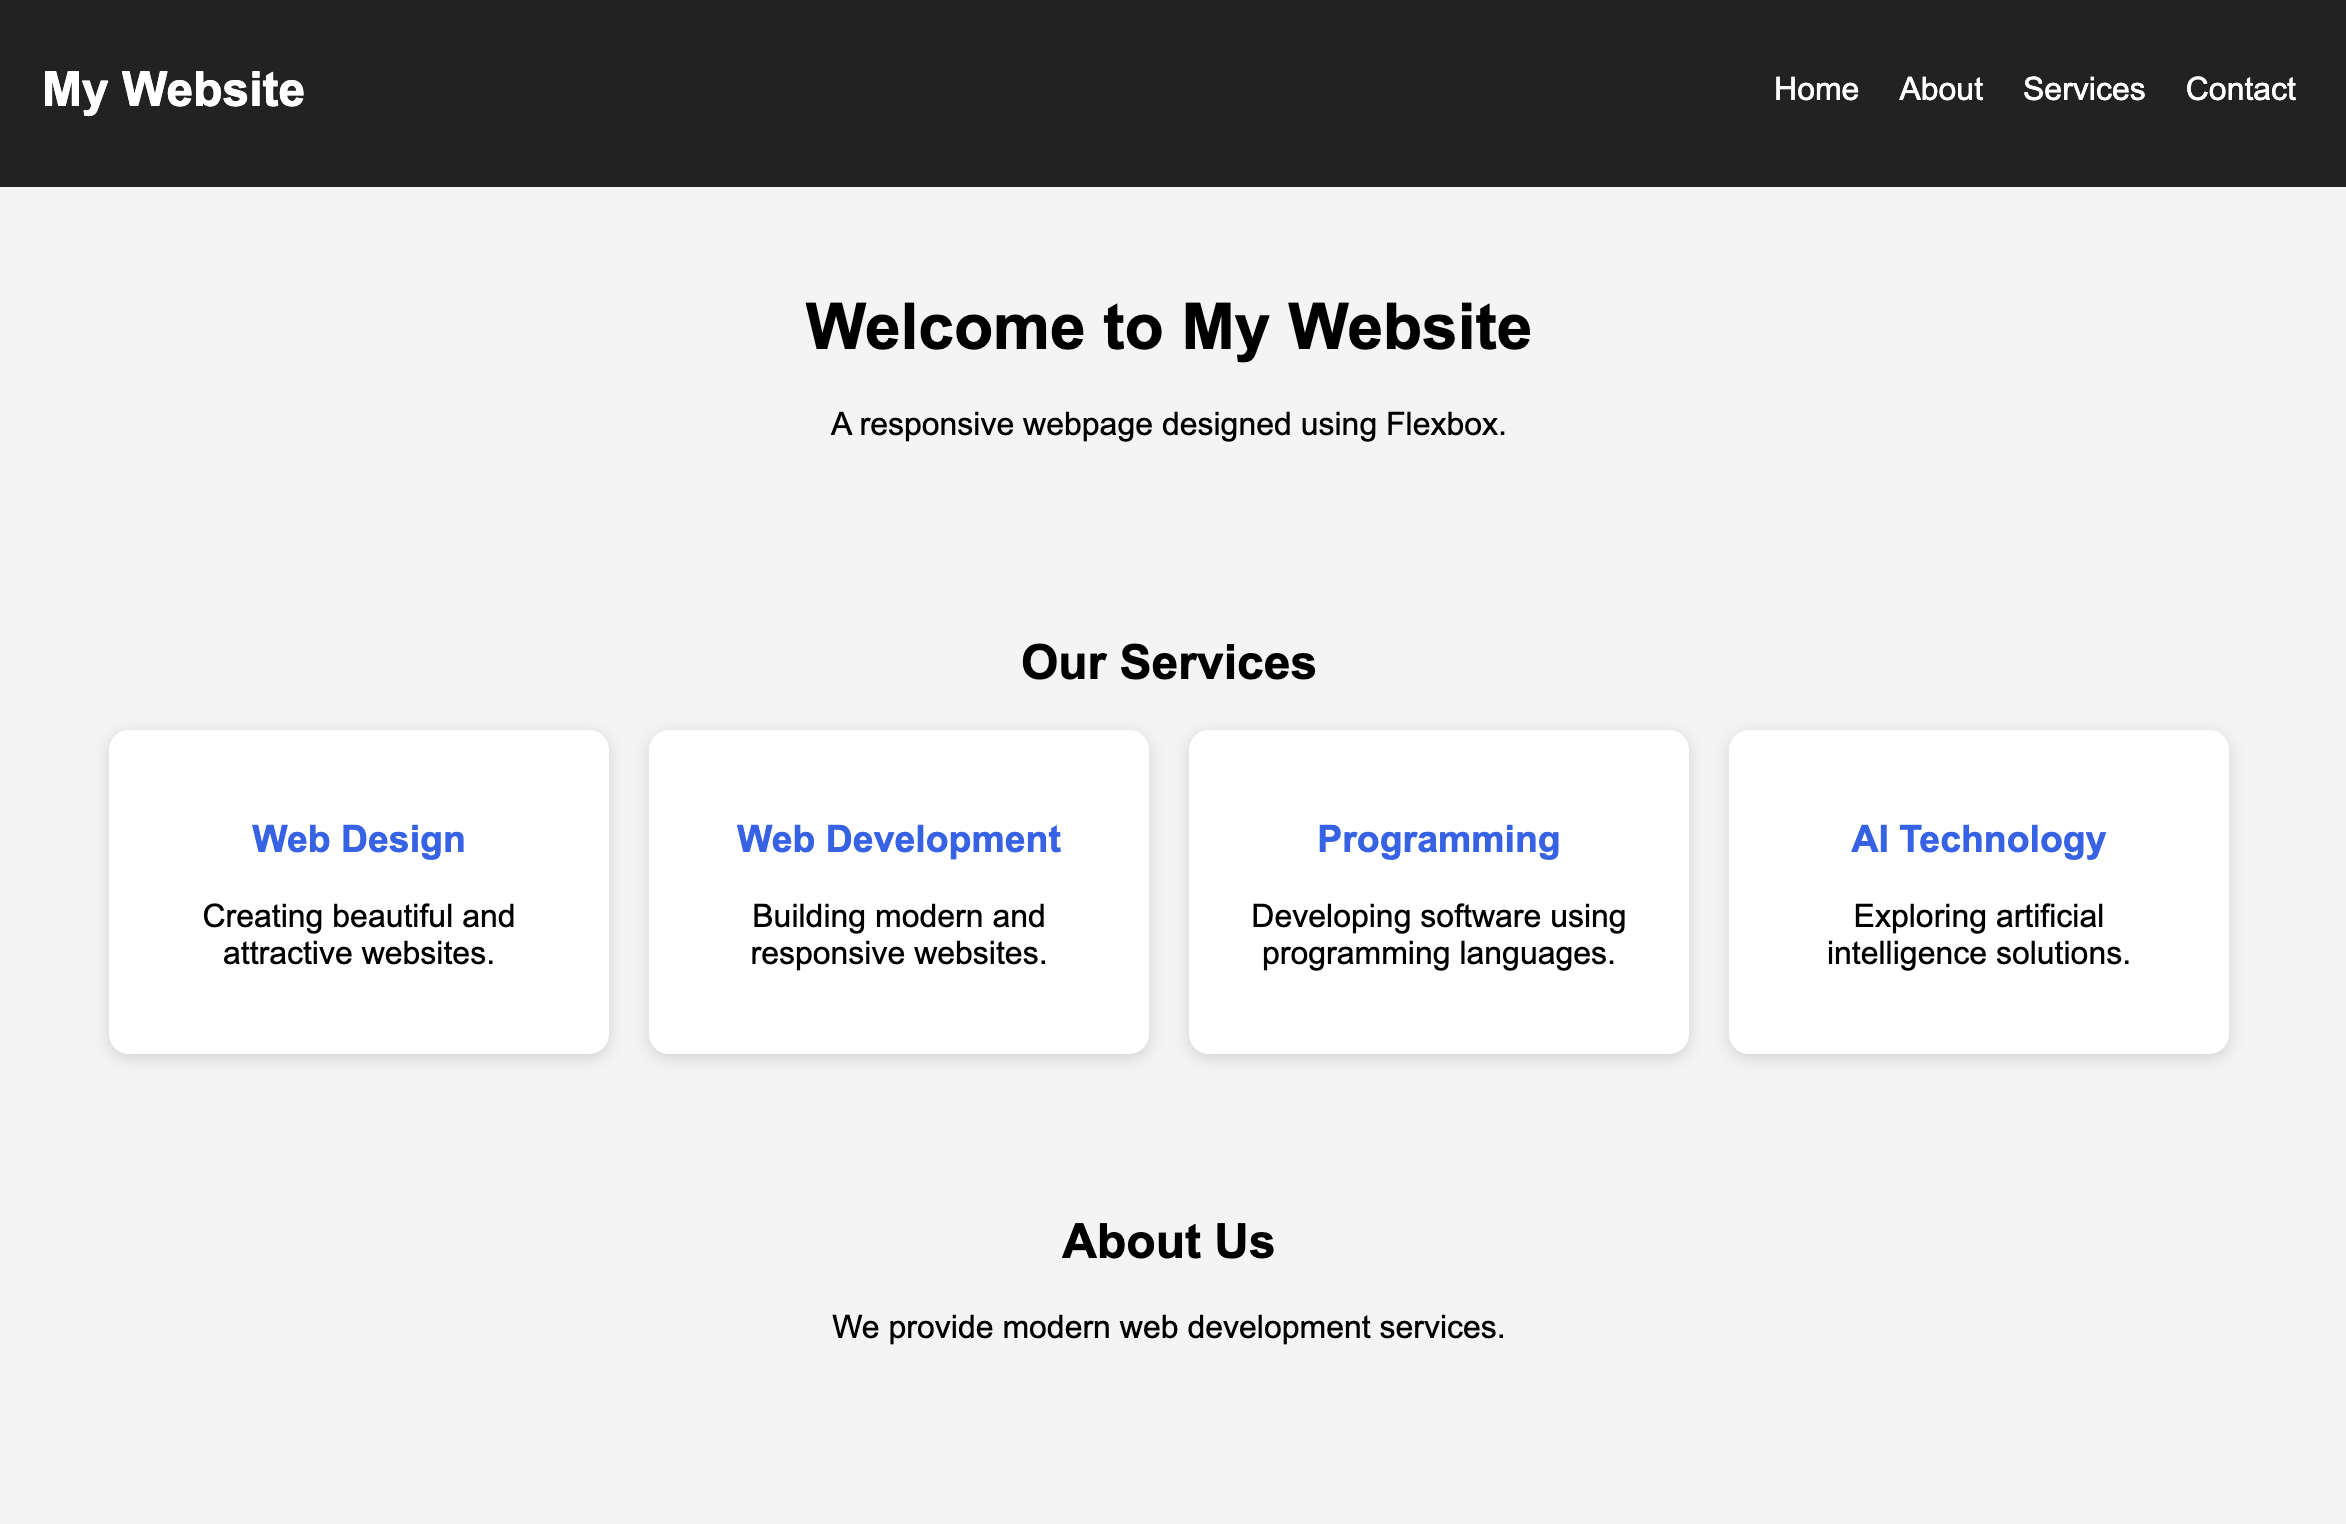 My Website
Home About Services Contact
Welcome to My Website
A responsive webpage designed using Flexbox.
Our Services
Web Design
Creating beautiful and
attractive websites.
Web Development
Building modern and
responsive websites.
Programming
Developing software using
programming languages.
AI Technology
Exploring artificial
intelligence solutions.
About Us
We provide modern web development services.